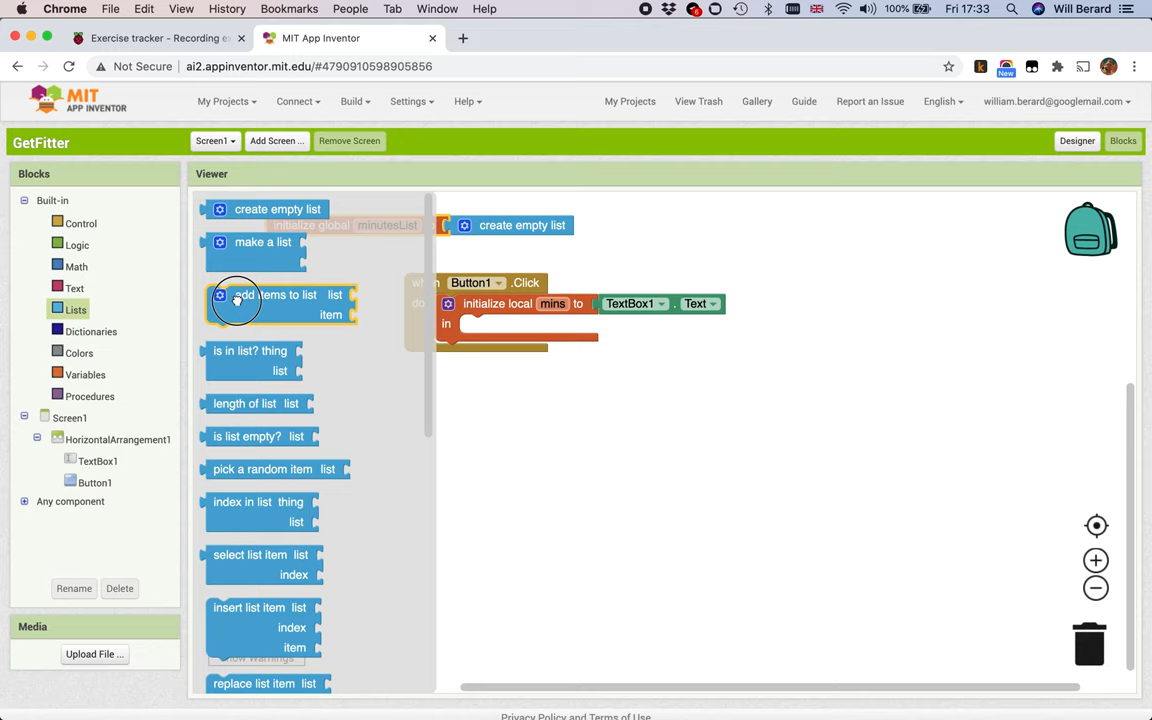 Chrome File Edit View History Bookmarks People Tab Window Help 6 100% Fri 17:33 Will Berard
Exercise tracker - Recording e
MIT App Inventor
Not Secure ai2.appinventor.mit.edu/#4790910598905856
k New
MIT APP INVENTOR
My Projects Connect Build Settings Help My Projects View Trash Gallery Guide Report an Issue English william.berard@googlemail.com
GetFitter Screen1 Add Screen ... Remove Screen Designer Blocks
Blocks
Viewer
Built-in
Control
Logic
Math
Text
Lists
Dictionaries
Colors
Variables
Procedures
Screen1
HorizontalArrangement1
TextBox1
Button1
Any component
Rename Delete
Media
Upload File ...
create empty list
make a list
add items to list list
item
is in list? thing
list
length of list list
is list empty? list
pick a random item list
index in list thing
list
select list item list
index
insert list item list
index
item
Show Warnings
replace list item list
initialize global minutesList create empty list
Button1 .Click
do initialize local mins to TextBox1 . Text
in
Privacy Policy and Terms of Use